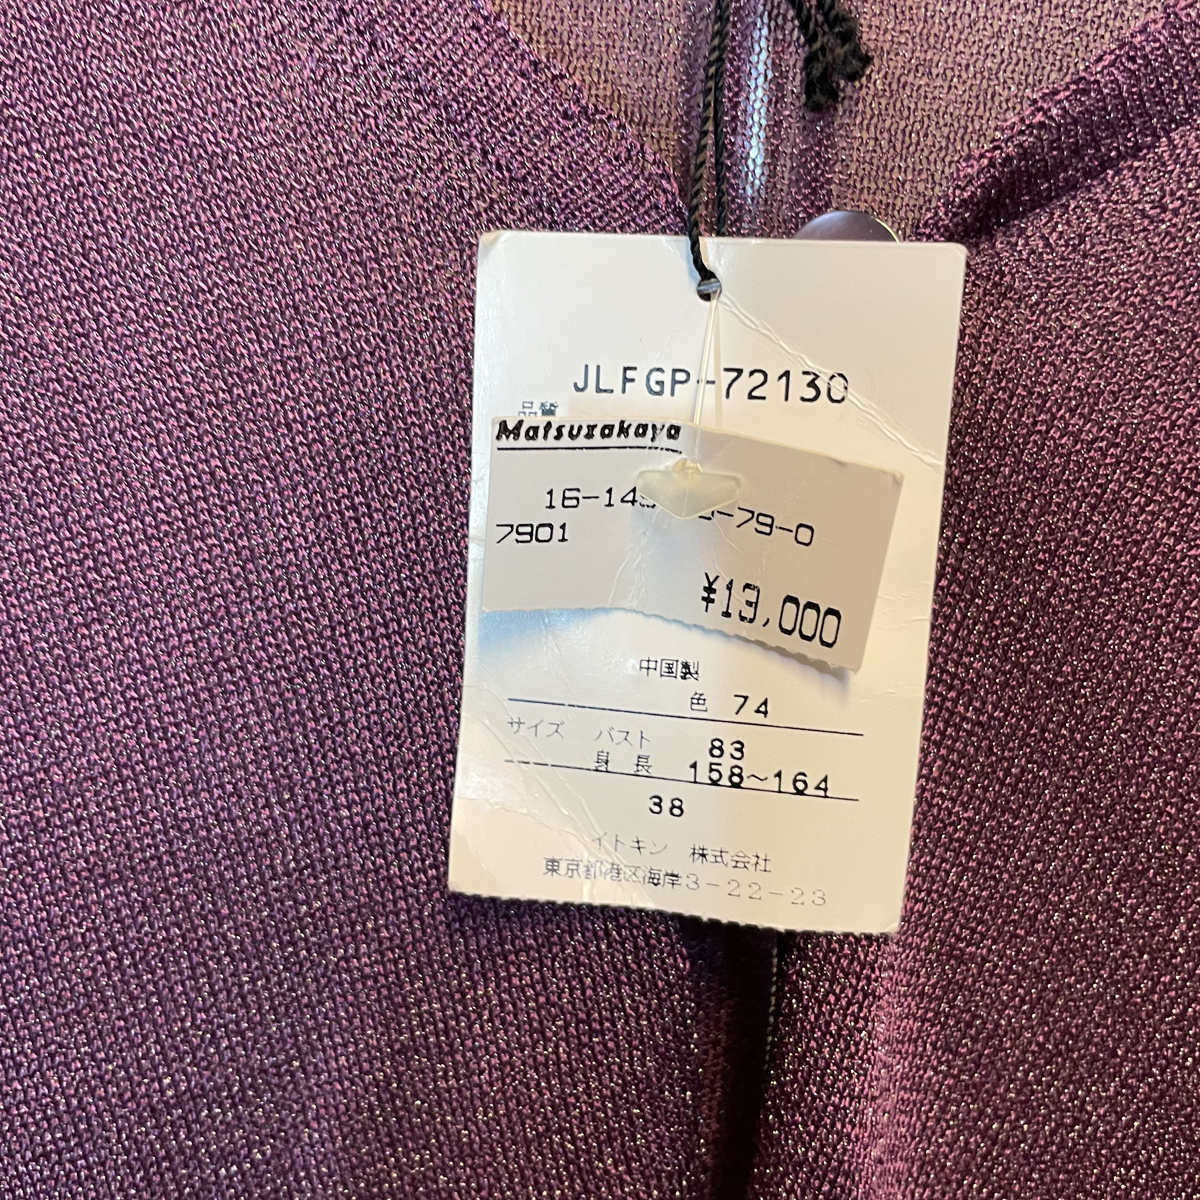 JLFGP-72130
品質
Matsuzakaya
16-14 -79-0
7901
¥13,000
中国製
色 74
サイズ バスト 83
身長 158~164
38
イトキン 株式会社
東京都港区海岸3-22-23